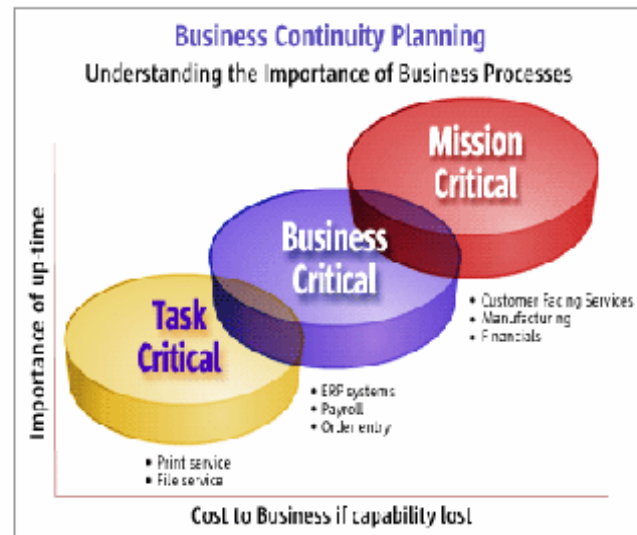 Business Continuity Planning
Understanding the Importance of Business Processes
Mission
Critical
Business
Critical
Task
Critical
• Customer Facing Services
• Manufacturing
• Financials
• ERP systems
• Payroll
• Order entry
• Print service
• File service
Importance of up-time
Cost to Business if capability lost